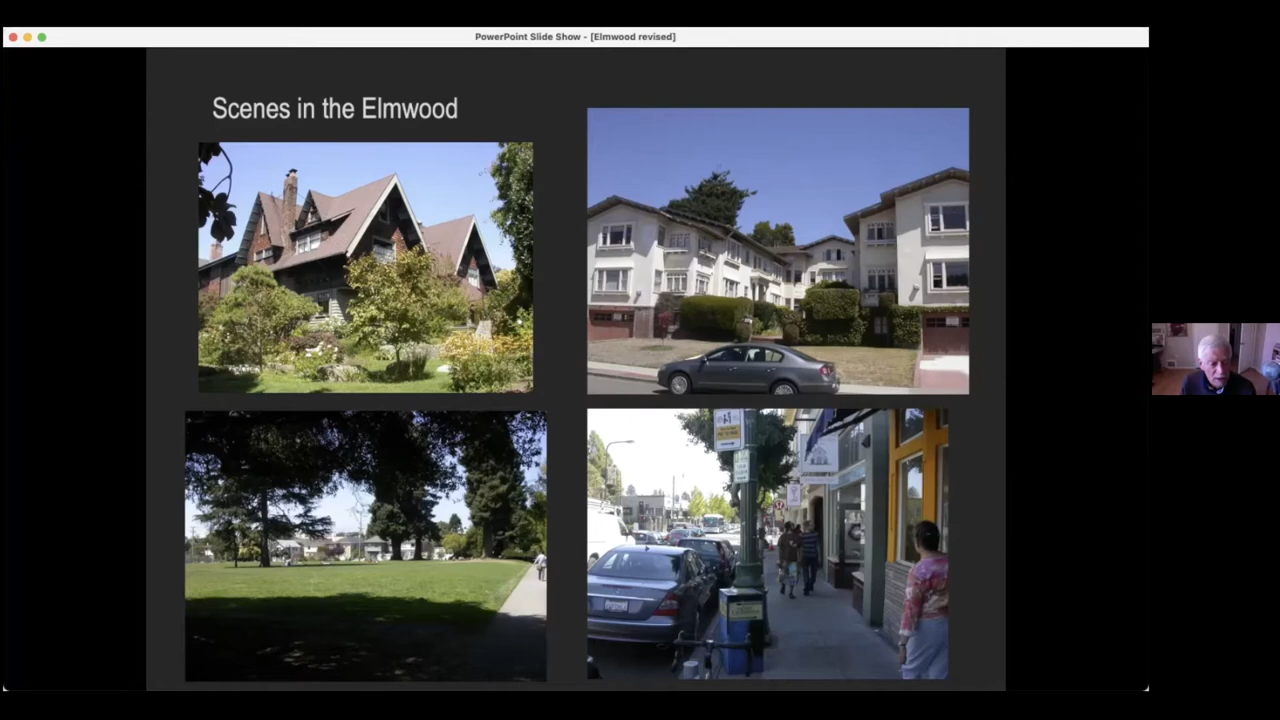 PowerPoint Slide Show - [Elmwood revised]
Scenes in the Elmwood